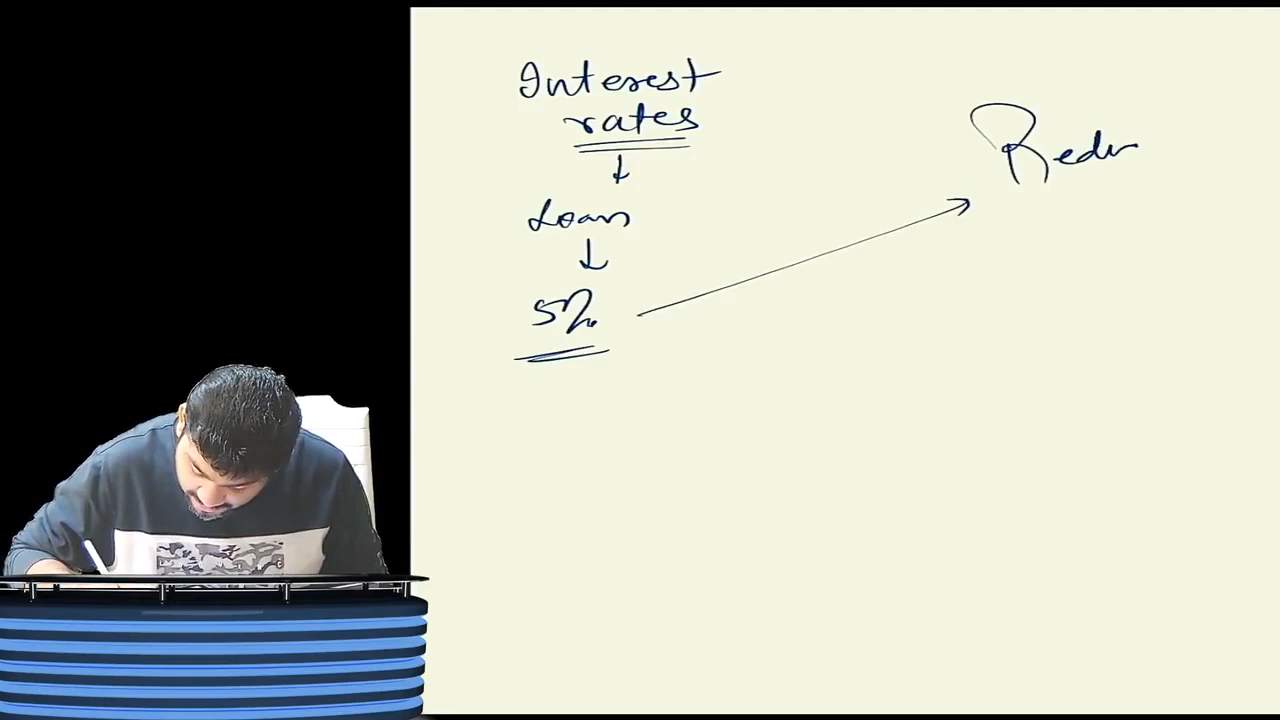 Interest
rates
↓
Loan
↓
5%
Redu